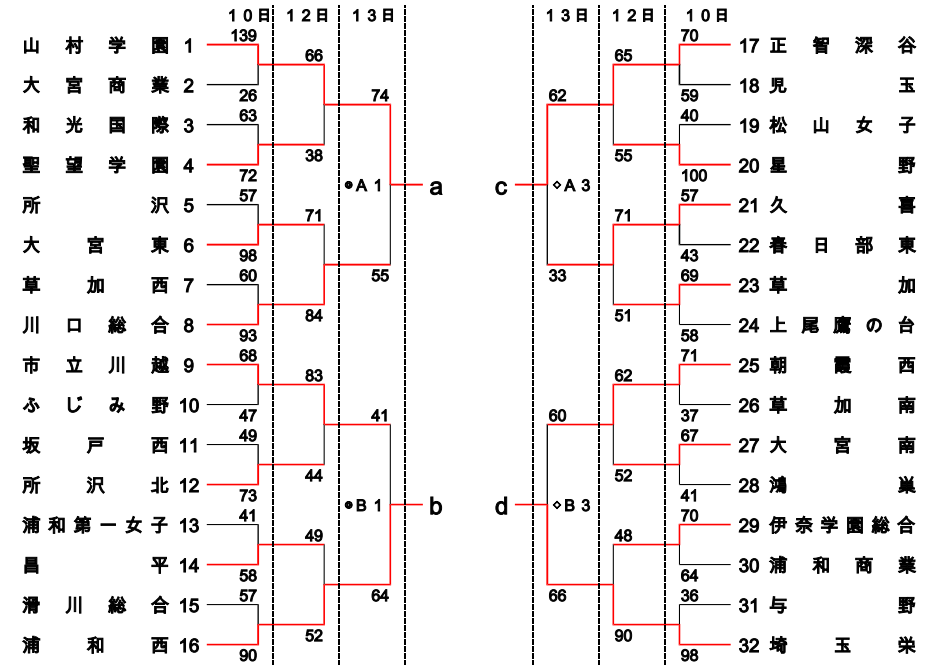 10日 12日 13日 13日 12日 10日
山村学園 1 139 70 17 正智深谷
66 65
大宮商業 2 26 59 18 児玉
74 62
和光国際 3 63 40 19 松山女子
38 55
聖望学園 4 72 100 20 星野
●A1 a c ◇A3
所沢 5 57 57 21 久喜
71 71
大宮東 6 98 43 22 春日部東
55 33
草加西 7 60 69 23 草加
84 51
川口総合 8 93 58 24 上尾鷹の台
市立川越 9 68 71 25 朝霞西
83 62
ふじみ野 10 47 37 26 草加南
41 60
坂戸西 11 49 67 27 大宮南
44 52
所沢北 12 73 41 28 鴻巣
●B1 b d ◇B3
浦和第一女子 13 41 70 29 伊奈学園総合
49 48
昌平 14 58 64 30 浦和商業
64 66
滑川総合 15 57 36 31 与野
52 90
浦和西 16 90 98 32 埼玉栄